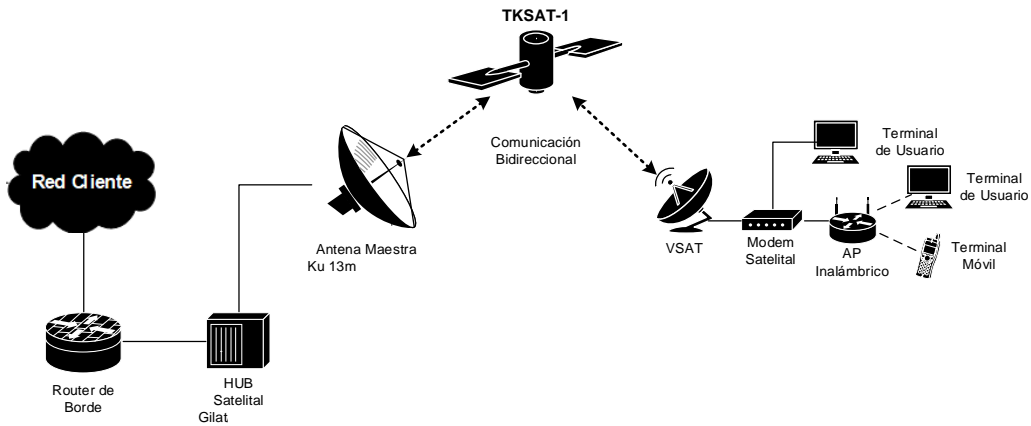 TKSAT-1
Comunicación
Bidireccional
Red Cliente
Antena Maestra
Ku 13m
Router de
Borde
HUB
Satelital
Gilat
VSAT
Modem
Satelital
AP
Inalámbrico
Terminal
de Usuario
Terminal
de Usuario
Terminal
Móvil